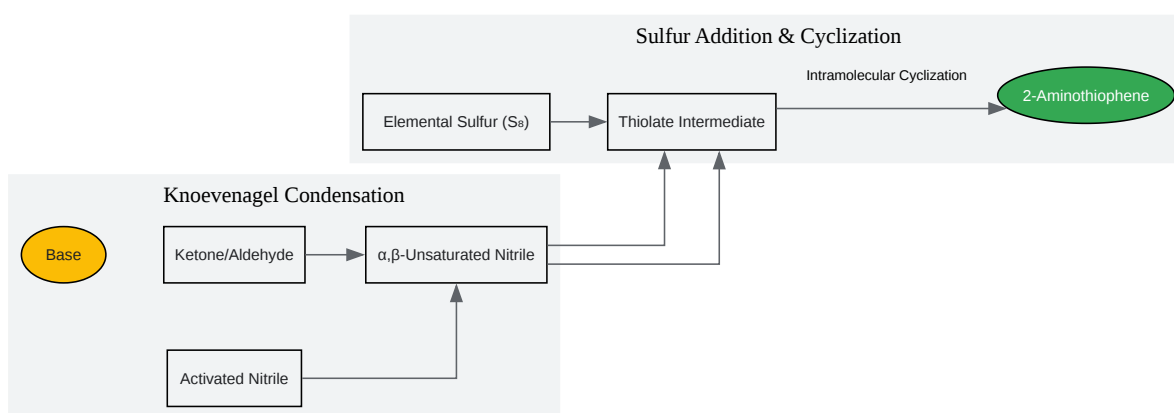 Sulfur Addition & Cyclization
Intramolecular Cyclization
2-Aminothiophene
Elemental Sulfur (S₈)
Thiolate Intermediate
Knoevenagel Condensation
Base
Ketone/Aldehyde
α,β-Unsaturated Nitrile
Activated Nitrile